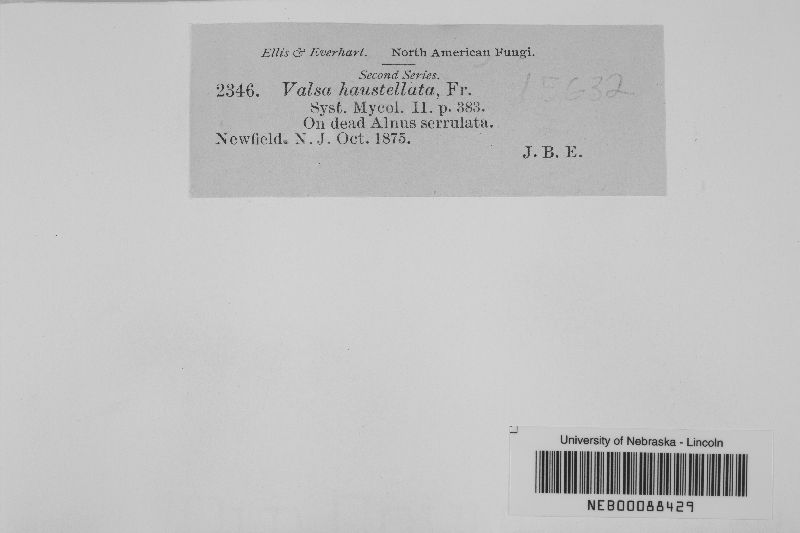 Ellis & Everhart. North American Fungi.
Second Series.
15632
2346. Valsa haustellata, Fr.
Syst. Mycol. II. p. 383.
On dead Alnus serrulata.
Newfield. N. J. Oct. 1875.
J. B. E.
University of Nebraska - Lincoln
NEB00088429